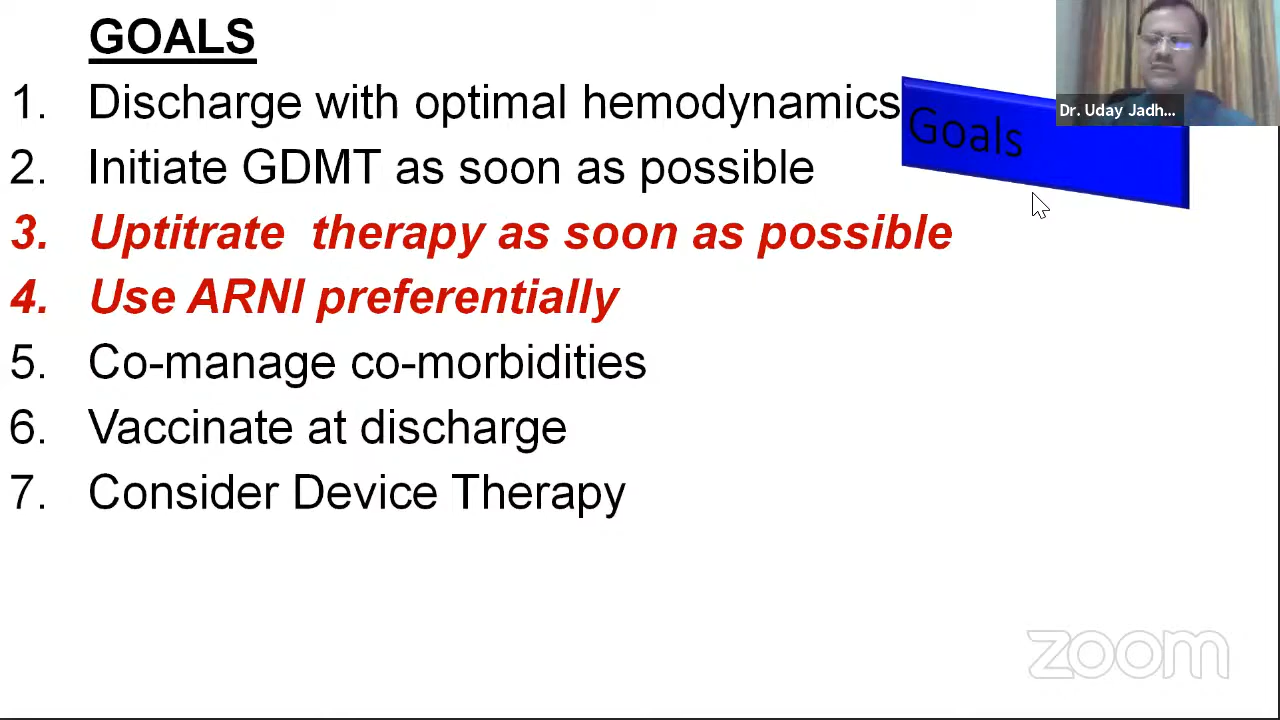 GOALS
1. Discharge with optimal hemodynamics
2. Initiate GDMT as soon as possible
3. Uptitrate therapy as soon as possible
4. Use ARNI preferentially
5. Co-manage co-morbidities
6. Vaccinate at discharge
7. Consider Device Therapy
Goals
Dr. Uday Jadh...
zoom